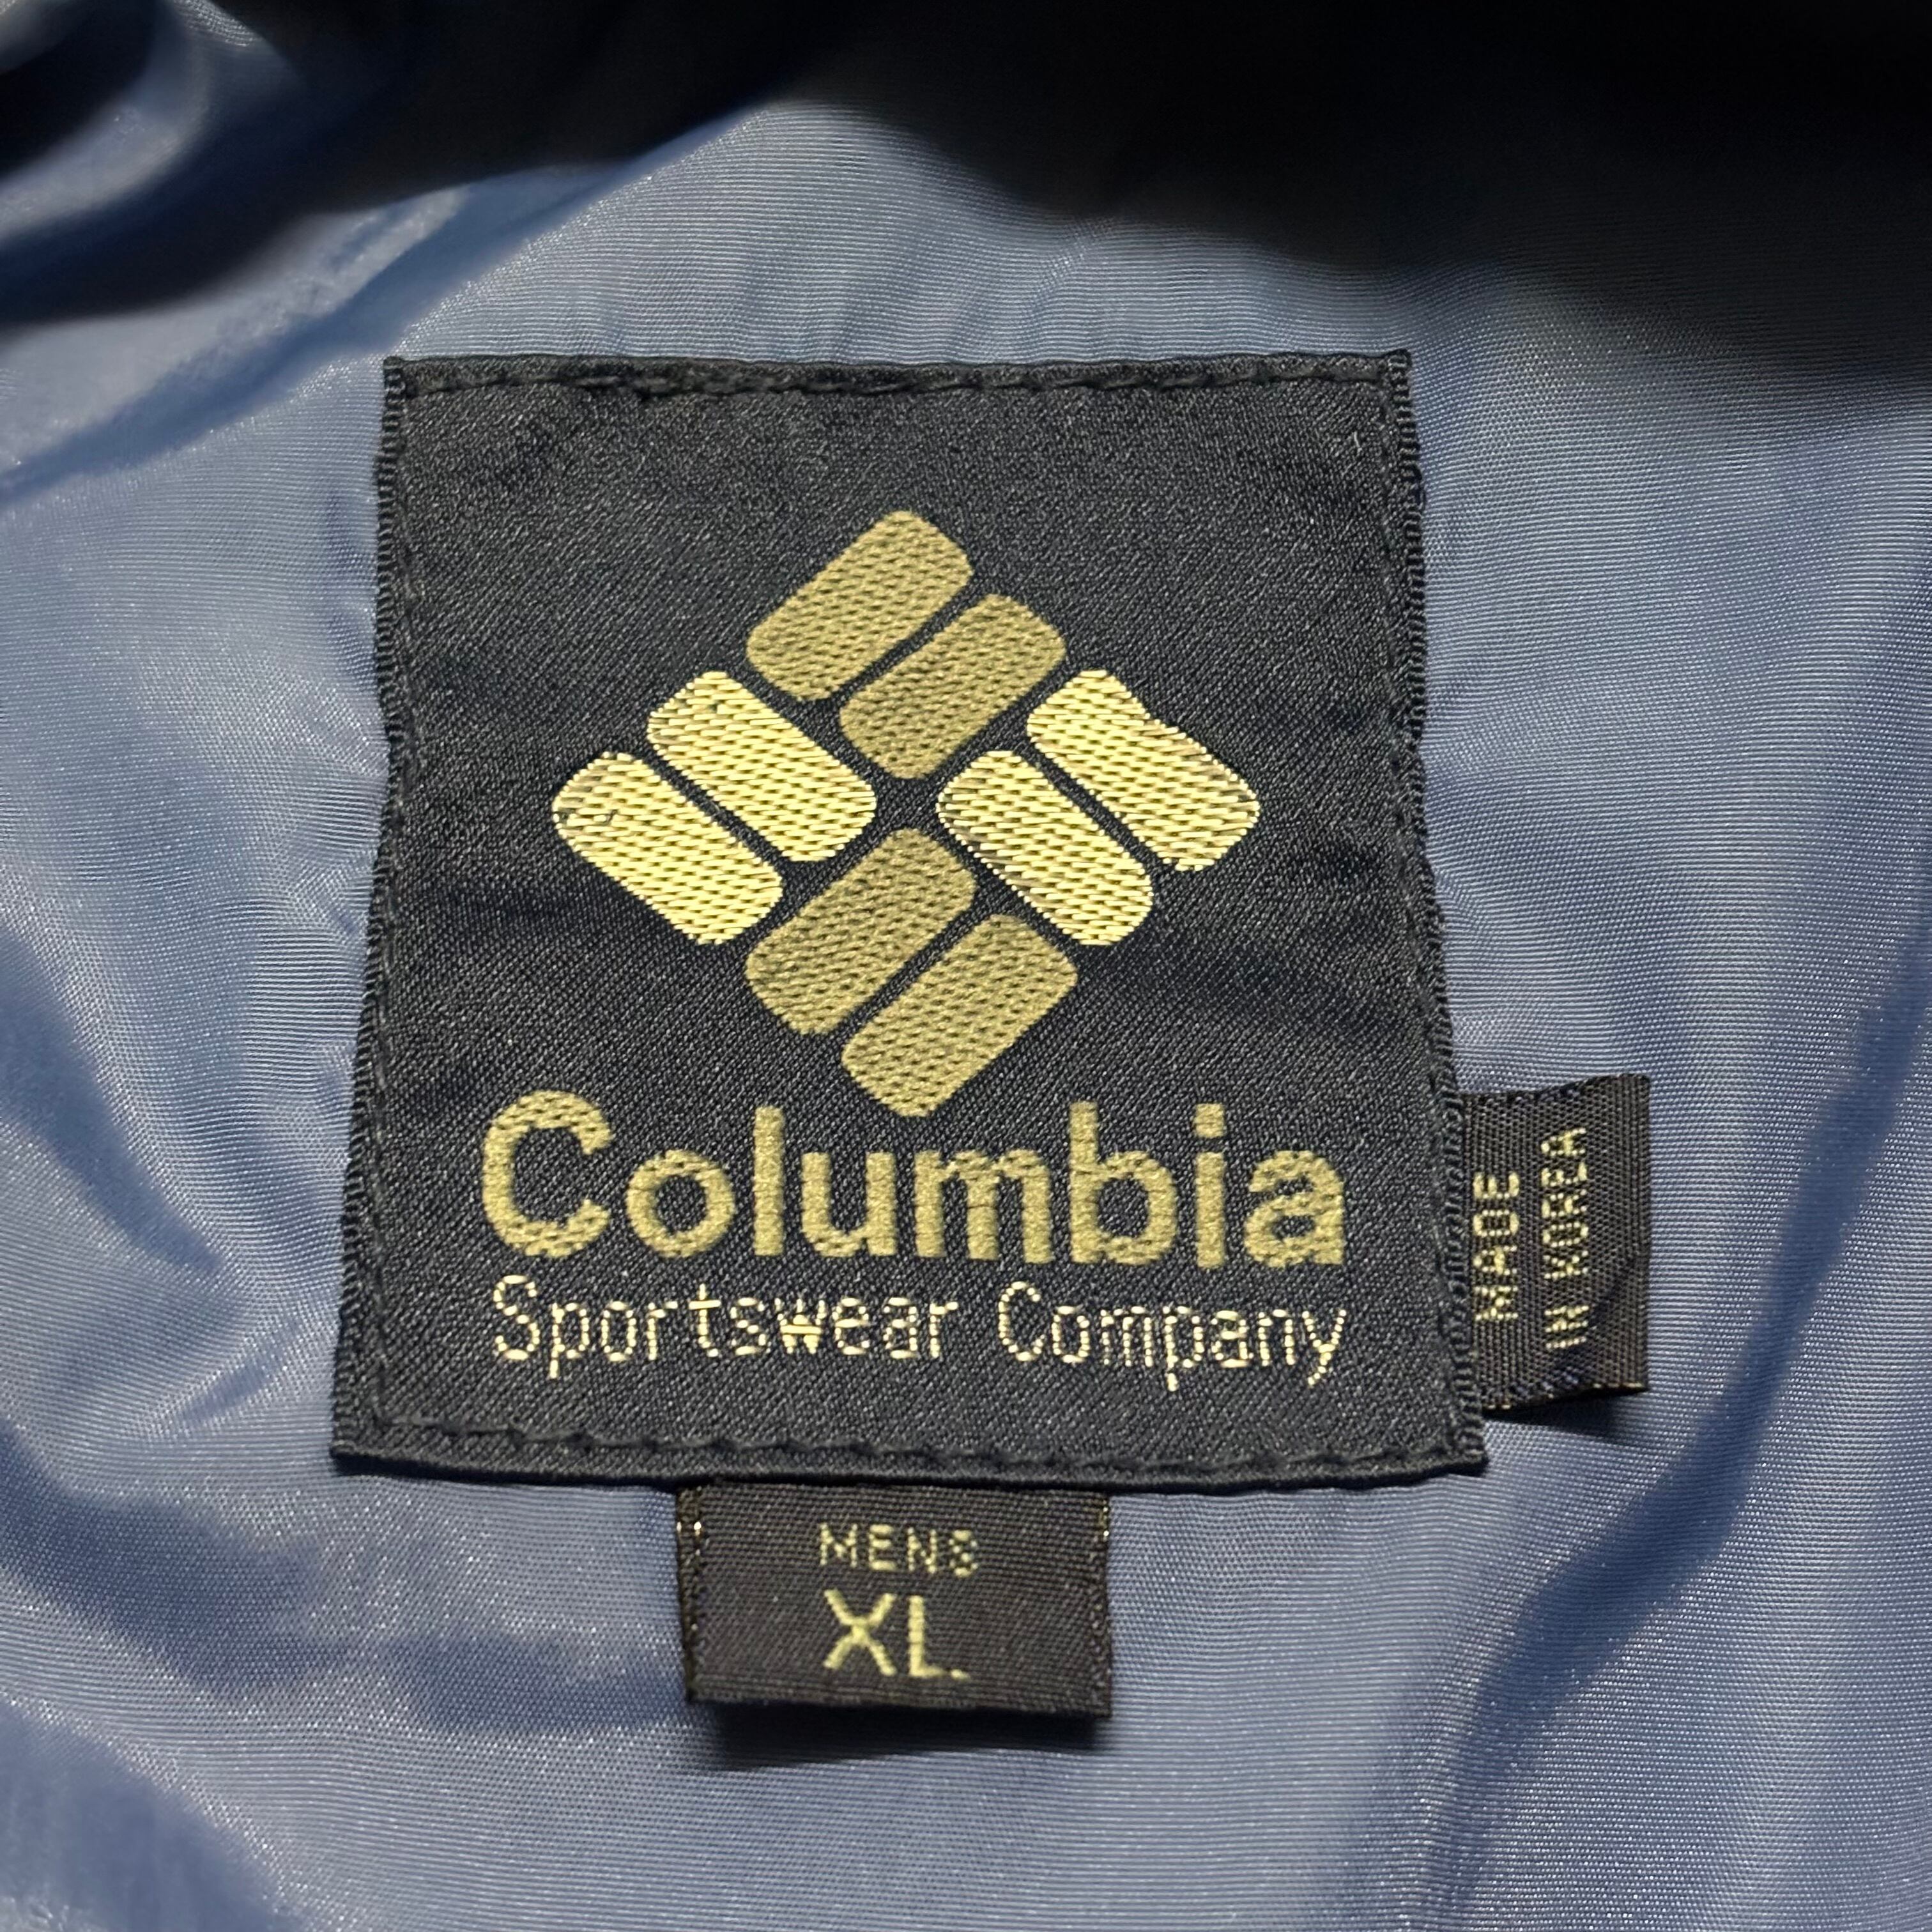 Columbia
Sportswear Company
MADE
IN KOREA
MENS
XL